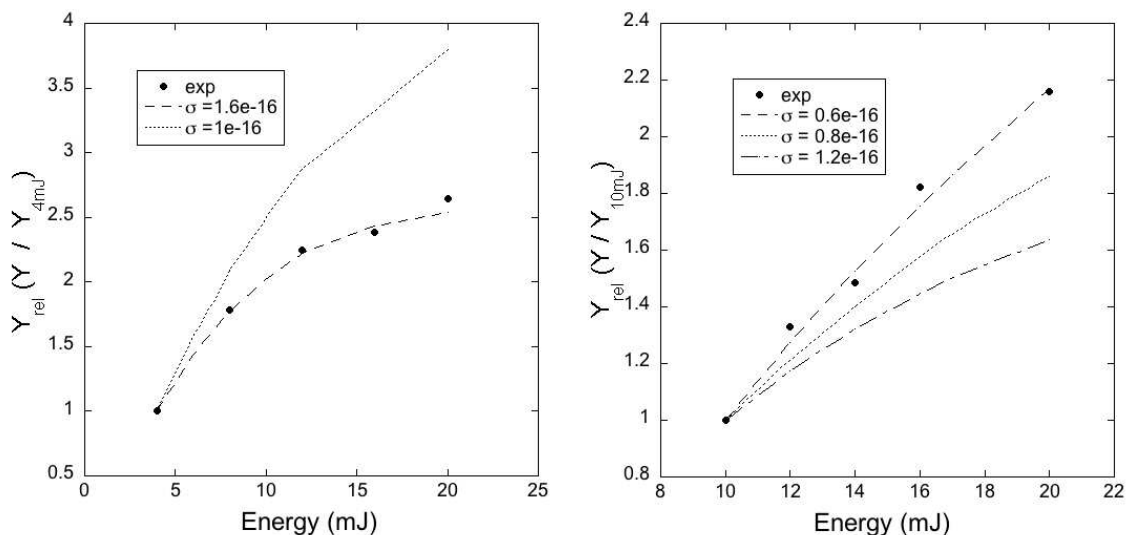 4
3.5
3
2.5
2
1.5
1
0.5
Y_rel (Y / Y_4mJ)
exp
σ =1.6e-16
σ =1e-16
0 5 10 15 20 25
Energy (mJ)
2.4
2.2
2
1.8
1.6
1.4
1.2
1
0.8
Y_rel (Y / Y_10mJ)
exp
σ = 0.6e-16
σ = 0.8e-16
σ = 1.2e-16
8 10 12 14 16 18 20 22
Energy (mJ)